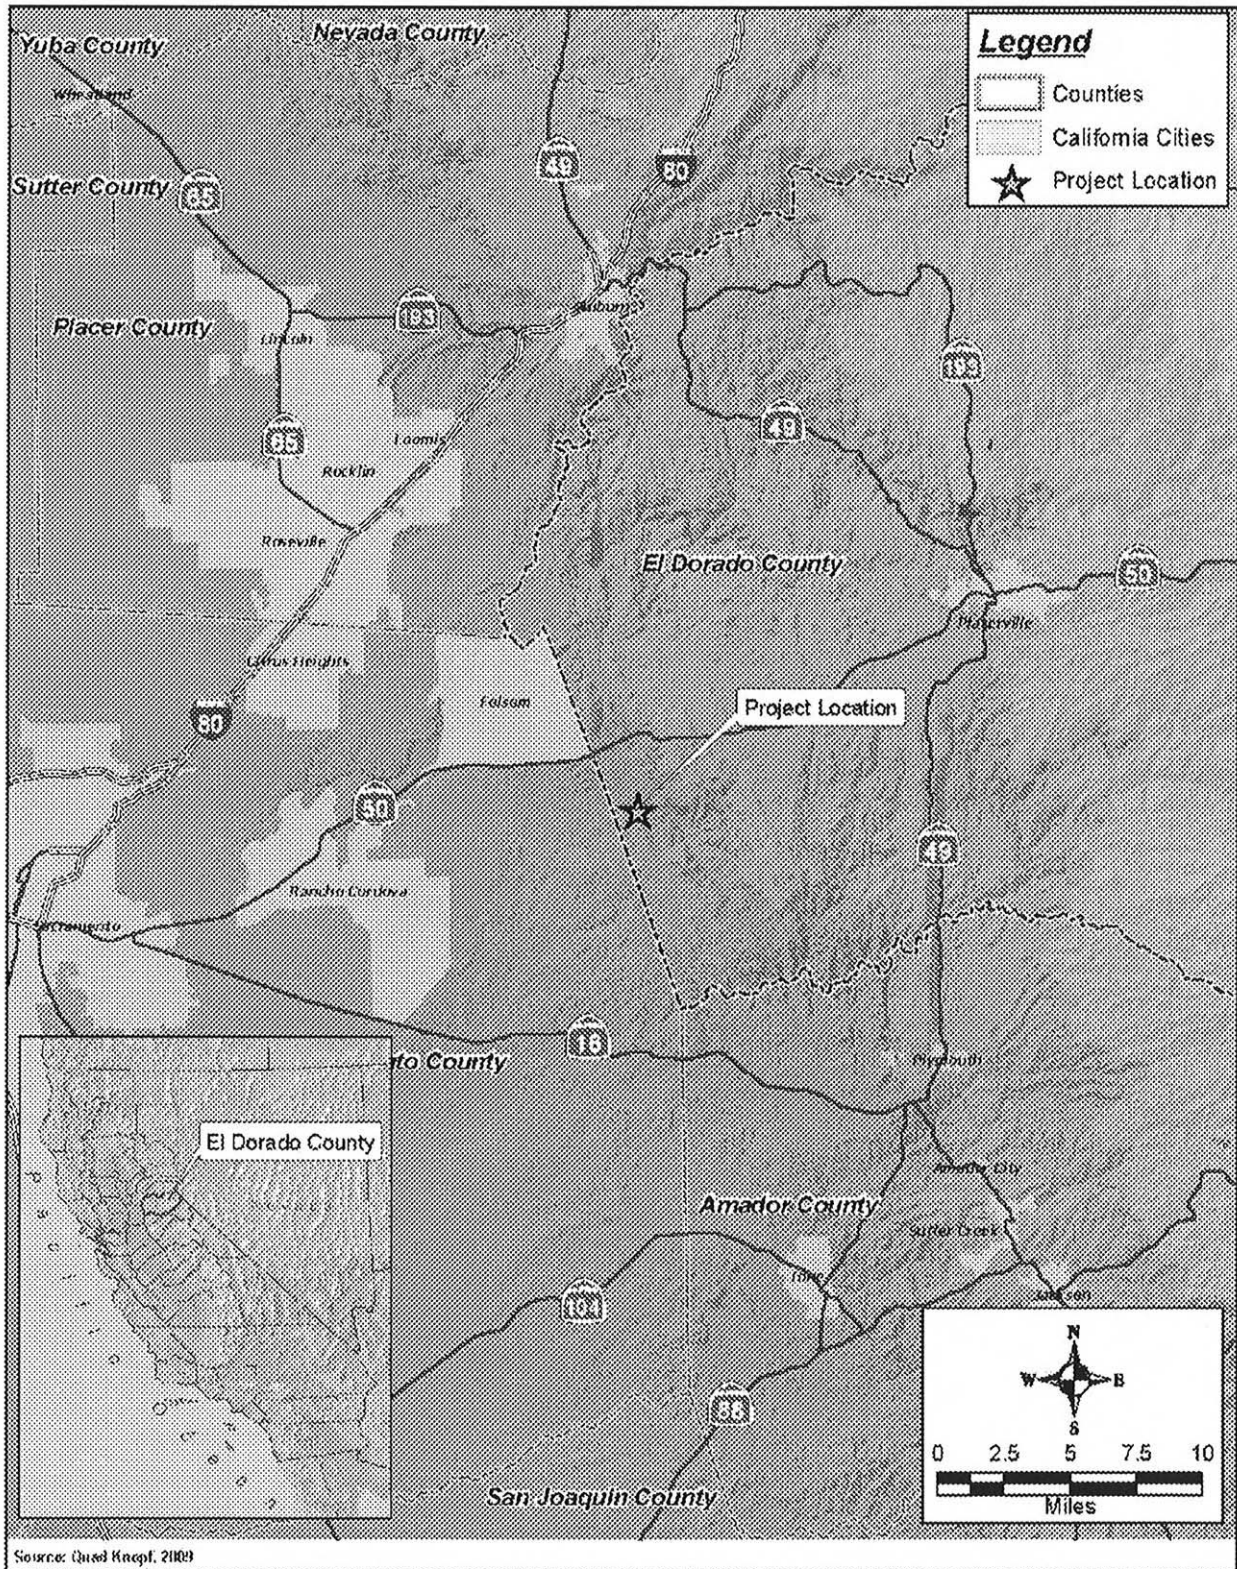 Nevada County
Yuba County
Wheatland
Legend
Counties
California Cities
Project Location
49
80
Sutter County
65
Placer County
193
Auburn
Lincoln
193
49
65
Loomis
Rocklin
Roseville
El Dorado County
50
Placerville
Citrus Heights
Folsom
Project Location
80
50
49
Rancho Cordova
Sacramento
16
nto County
Plymouth
El Dorado County
Amador City
Amador County
Sutter Creek
Ione
Jackson
104
N
W E
S
88
0 2.5 5 7.5 10
Miles
San Joaquin County
Source: Quad Knopf, 2009